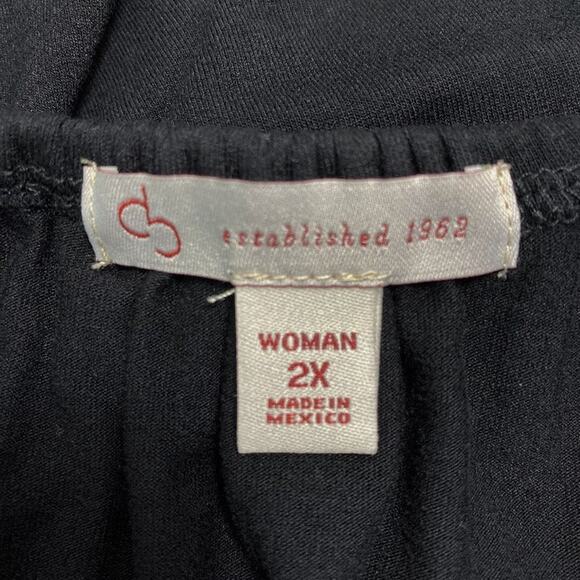 established 1962
WOMAN
2X
MADE IN
MEXICO